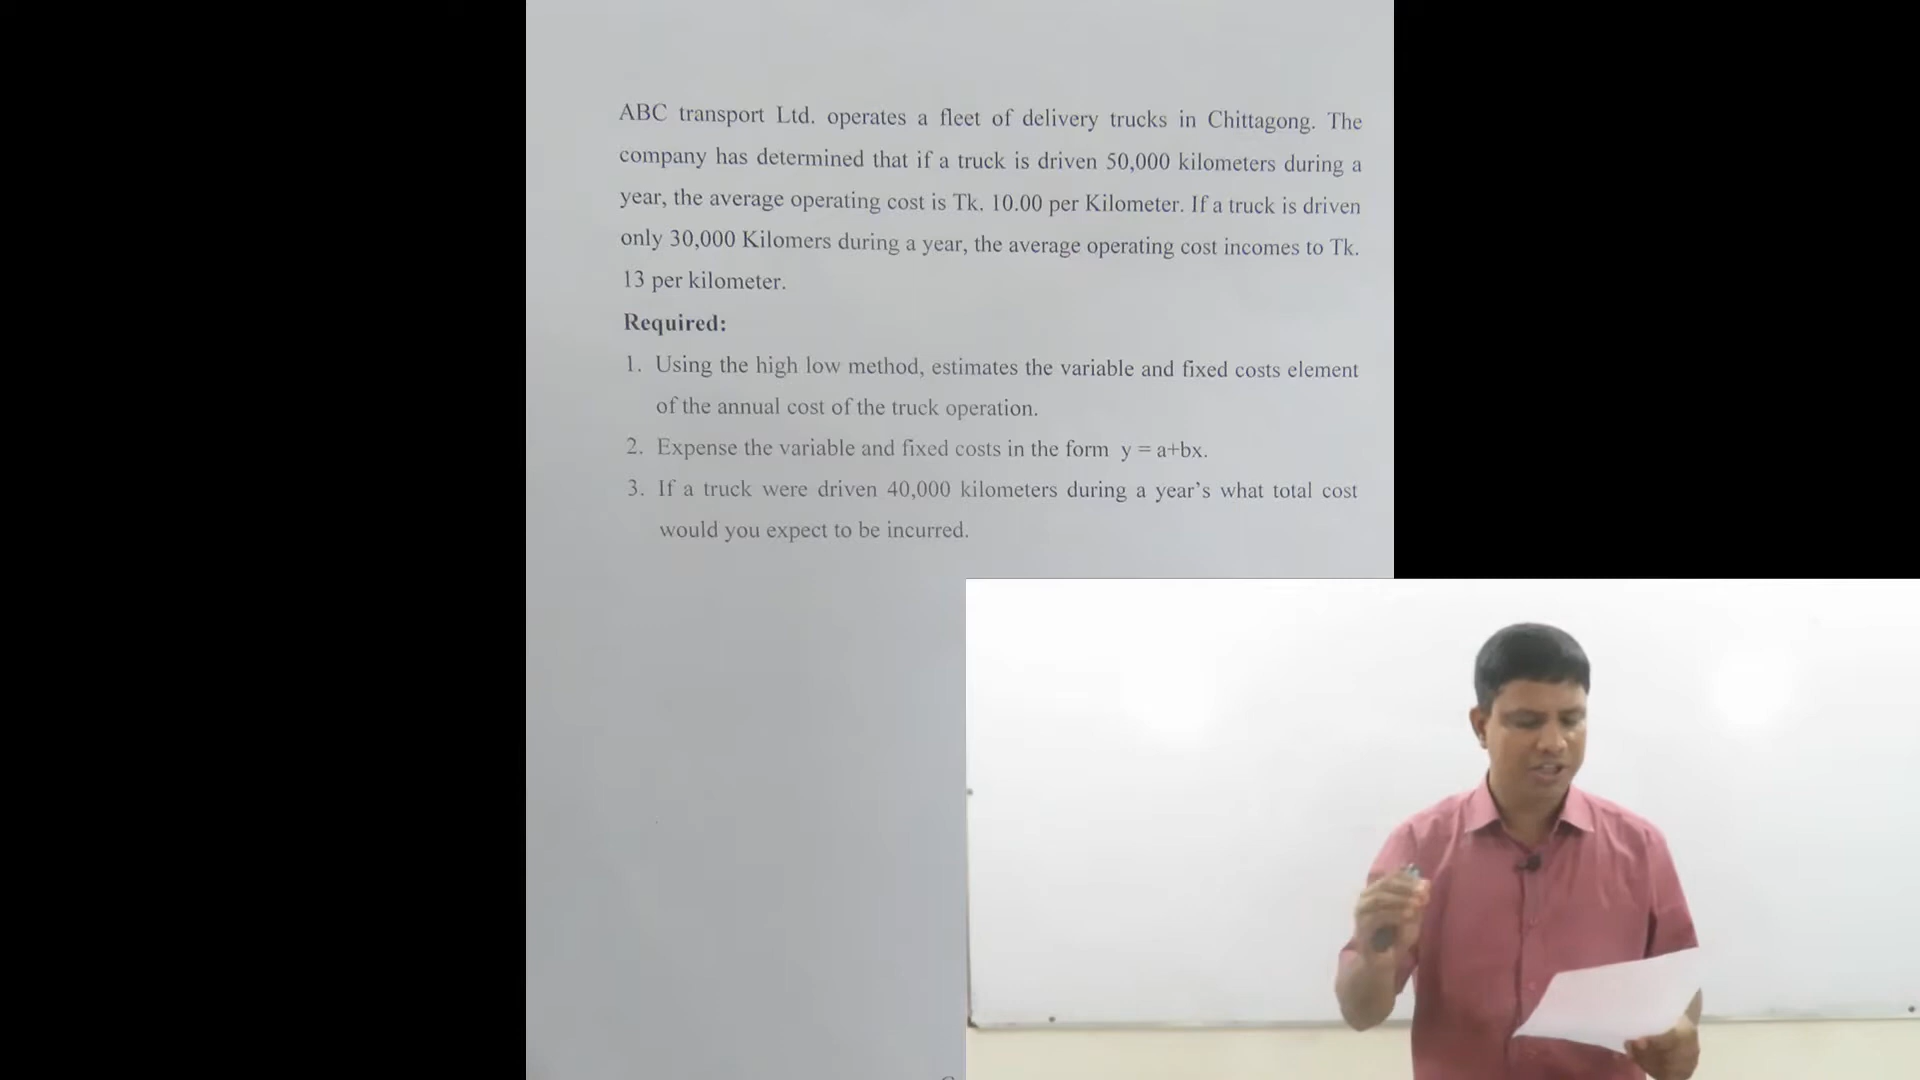 ABC transport Ltd. operates a fleet of delivery trucks in Chittagong. The
company has determined that if a truck is driven 50,000 kilometers during a
year, the average operating cost is Tk. 10.00 per Kilometer. If a truck is driven
only 30,000 Kilomers during a year, the average operating cost incomes to Tk.
13 per kilometer.
Required:
1. Using the high low method, estimates the variable and fixed costs element
of the annual cost of the truck operation.
2. Expense the variable and fixed costs in the form y = a+bx.
3. If a truck were driven 40,000 kilometers during a year's what total cost
would you expect to be incurred.